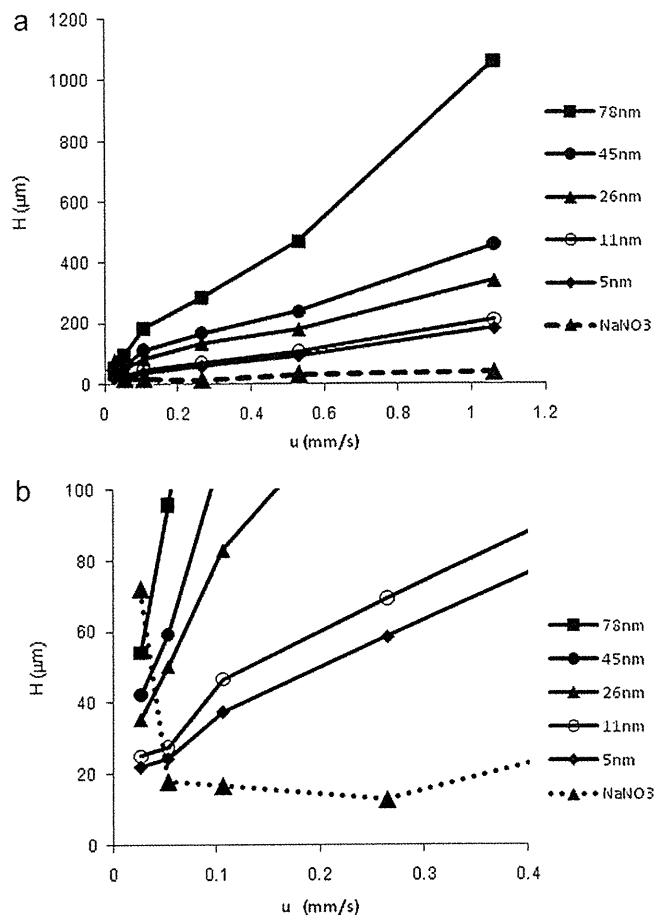 a
1200
1000
800
600
400
200
0
H (µm)
0 0.2 0.4 0.6 0.8 1 1.2
u (mm/s)
78nm
45nm
26nm
11nm
5nm
NaNO3
b
100
80
60
40
20
0
H (µm)
0 0.1 0.2 0.3 0.4
u (mm/s)
78nm
45nm
26nm
11nm
5nm
NaNO3